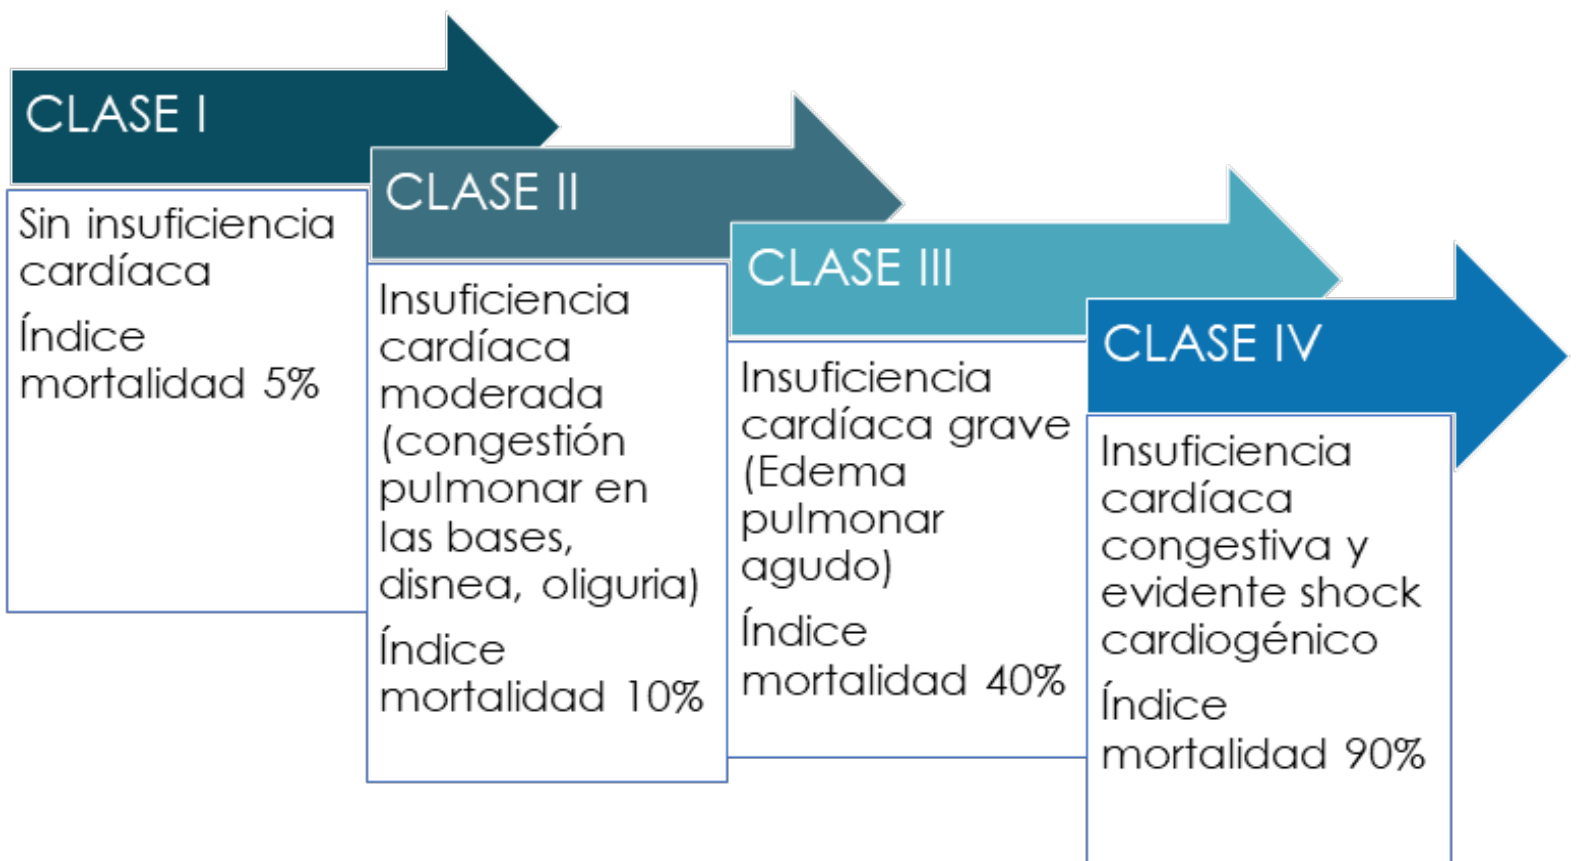 CLASE I
Sin insuficiencia
cardíaca
Índice
mortalidad 5%
CLASE II
Insuficiencia
cardíaca
moderada
(congestión
pulmonar en
las bases,
disnea, oliguria)
Índice
mortalidad 10%
CLASE III
Insuficiencia
cardíaca grave
(Edema
pulmonar
agudo)
Índice
mortalidad 40%
CLASE IV
Insuficiencia
cardíaca
congestiva y
evidente shock
cardiogénico
Índice
mortalidad 90%